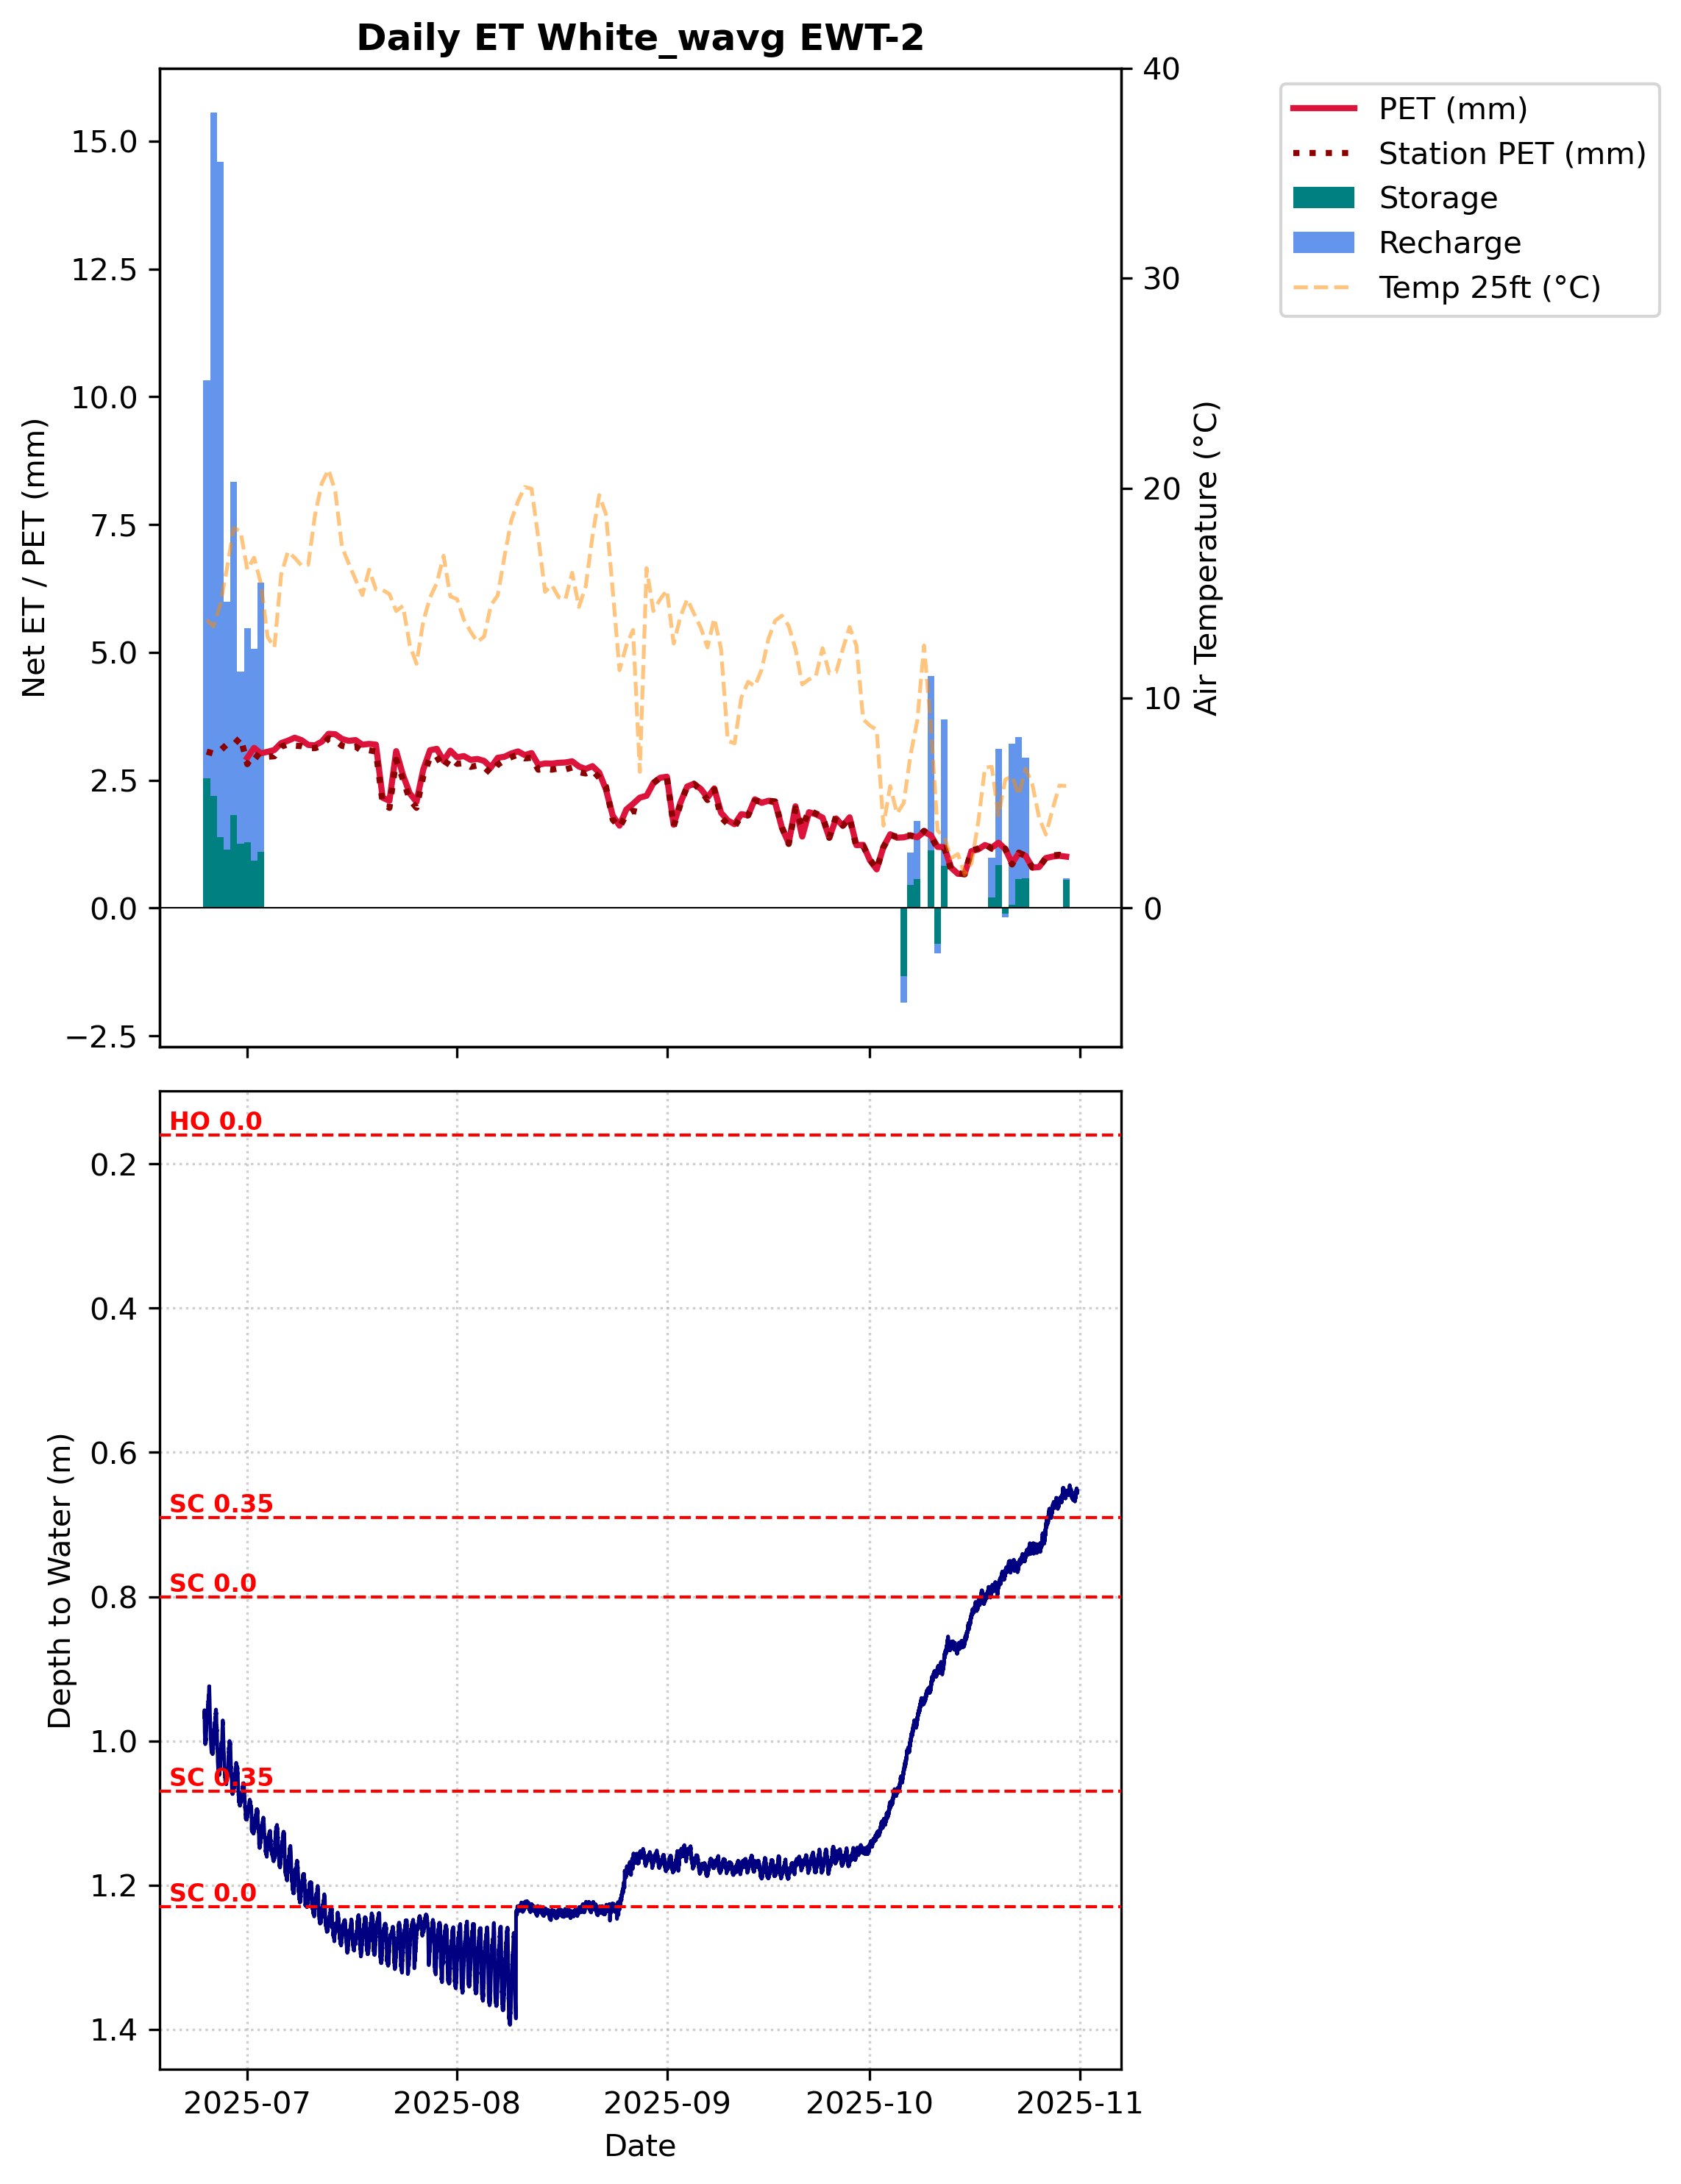 Daily ET White_wavg EWT-2
15.0
12.5
10.0
7.5
5.0
2.5
0.0
−2.5
Net ET / PET (mm)
40
30
20
10
0
Air Temperature (°C)
PET (mm)
Station PET (mm)
Storage
Recharge
Temp 25ft (°C)
HO 0.0
SC 0.35
SC 0.0
SC 0.35
SC 0.0
0.2
0.4
0.6
0.8
1.0
1.2
1.4
Depth to Water (m)
2025-07
2025-08
2025-09
2025-10
2025-11
Date